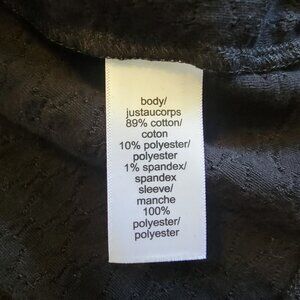 body/
justaucorps
89% cotton/
coton
10% polyester/
polyester
1% spandex/
spandex
sleeve/
manche
100%
polyester/
polyester